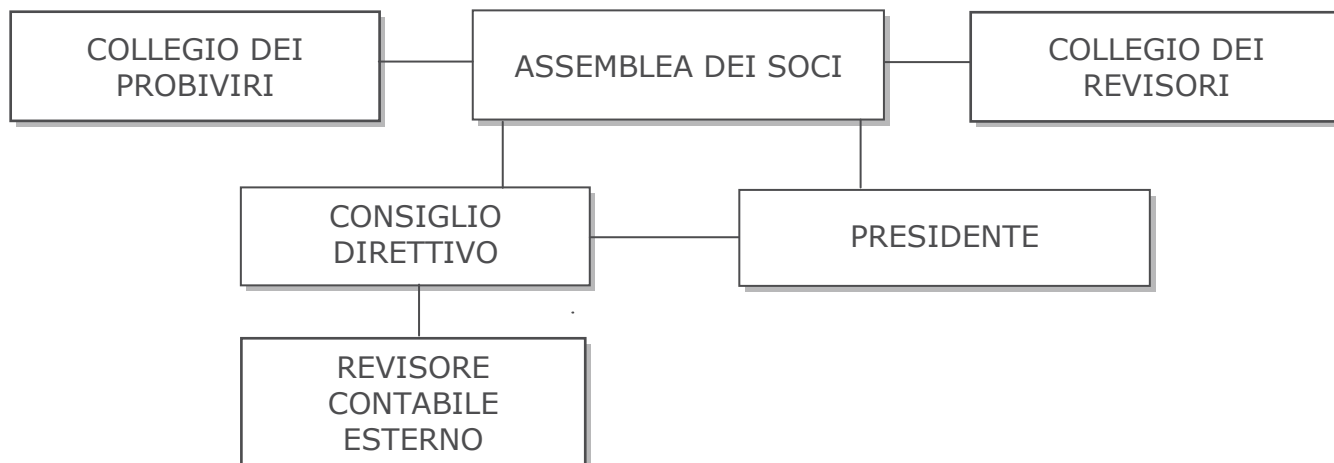 COLLEGIO DEI
PROBIVIRI
ASSEMBLEA DEI SOCI
COLLEGIO DEI
REVISORI
CONSIGLIO
DIRETTIVO
PRESIDENTE
REVISORE
CONTABILE
ESTERNO